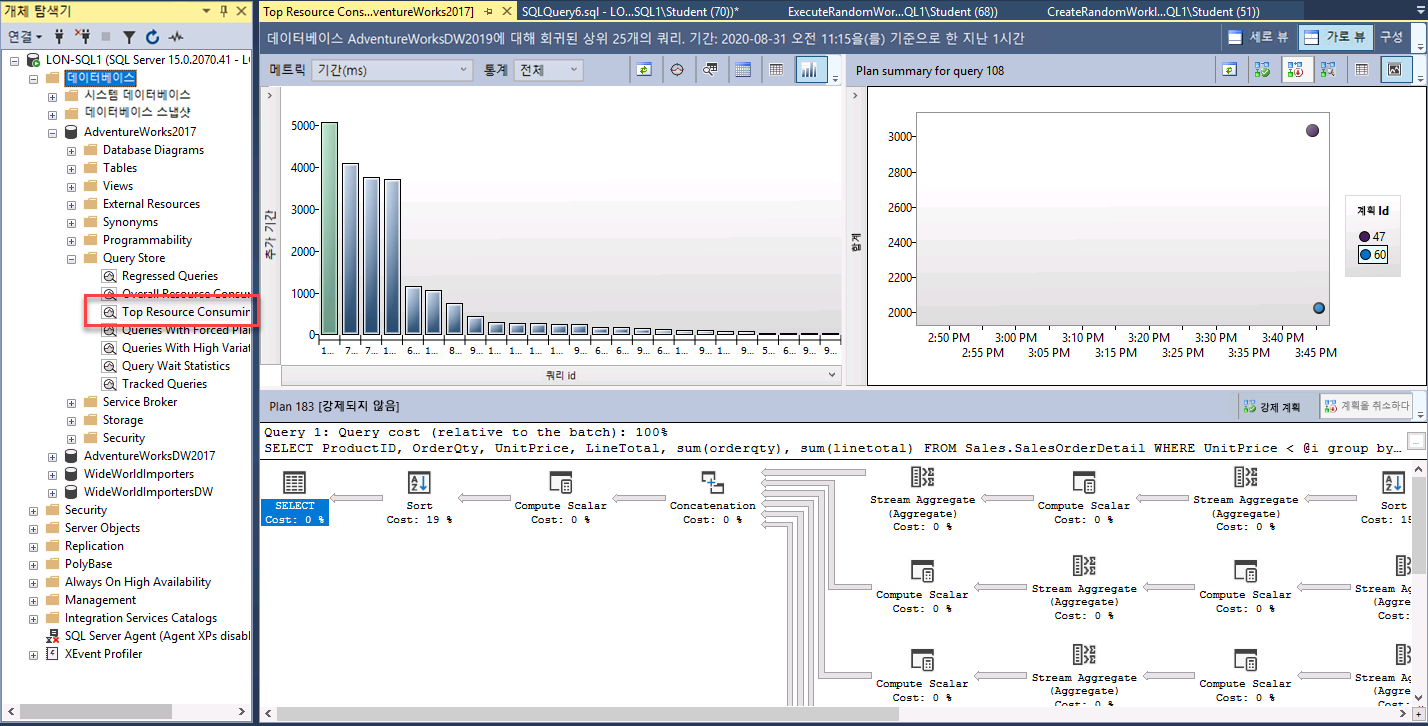 개체 탐색기
연결
LON-SQL1 (SQL Server 15.0.2070.41 - L
데이터베이스
시스템 데이터베이스
데이터베이스 스냅샷
AdventureWorks2017
Database Diagrams
Tables
Views
External Resources
Synonyms
Programmability
Query Store
Regressed Queries
Overall Resource Consu
Top Resource Consumin
Queries With Forced Plan
Queries With High Variat
Query Wait Statistics
Tracked Queries
Service Broker
Storage
Security
AdventureWorksDW2017
WideWorldImporters
WideWorldImportersDW
Security
Server Objects
Replication
PolyBase
Always On High Availability
Management
Integration Services Catalogs
SQL Server Agent (Agent XPs disabl
XEvent Profiler
Top Resource Cons...ventureWorks2017]
SQLQuery6.sql - LO...SQL1\Student (70))*
ExecuteRandomWor...QL1\Student (68))
CreateRandomWorkl...QL1\Student (51))
데이터베이스 AdventureWorksDW2019에 대해 회귀된 상위 25개의 쿼리. 기간: 2020-08-31 오전 11:15을(를) 기준으로 한 지난 1시간
세로 뷰
가로 뷰
구성
메트릭
기간(ms)
통계
전체
5000
4000
3000
2000
1000
0
추가 기간
1... 7... 7... 1... 6... 1... 8... 9... 1... 1... 1... 9... 9... 6... 6... 1... 6... 1... 9... 1... 9... 5... 6... 9...
쿼리 id
Plan summary for query 108
3000
2800
2600
2400
2200
2000
합계
2:50 PM 3:00 PM 3:10 PM 3:20 PM 3:30 PM 3:40 PM
2:55 PM 3:05 PM 3:15 PM 3:25 PM 3:35 PM 3:45 PM
계획 Id
47
60
Plan 183 [강제되지 않음]
강제 계획
계획을 취소하다
Query 1: Query cost (relative to the batch): 100%
SELECT ProductID, OrderQty, UnitPrice, LineTotal, sum(orderqty), sum(linetotal) FROM Sales.SalesOrderDetail WHERE UnitPrice < @i group by...
SELECT
Cost: 0 %
Sort
Cost: 19 %
Compute Scalar
Cost: 0 %
Concatenation
Cost: 0 %
Stream Aggregate
(Aggregate)
Cost: 0 %
Compute Scalar
Cost: 0 %
Stream Aggregate
(Aggregate)
Cost: 0 %
Sort
Cost: 15
Compute Scalar
Cost: 0 %
Stream Aggregate
(Aggregate)
Cost: 0 %
Compute Scalar
Cost: 0 %
Stream Ag
(Aggre
Cost:
Compute Scalar
Cost: 0 %
Stream Aggregate
(Aggregate)
Cost: 0 %
Compute Scalar
Cost: 0 %
Stream Ag
(Aggre
Cost: